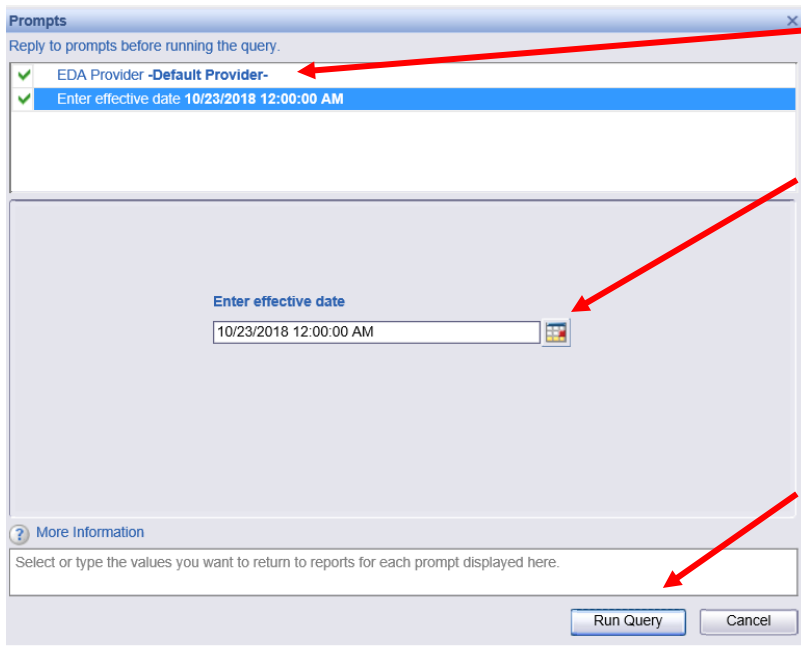 Prompts
Reply to prompts before running the query.
EDA Provider -Default Provider-
Enter effective date 10/23/2018 12:00:00 AM
Enter effective date
10/23/2018 12:00:00 AM
? More Information
Select or type the values you want to return to reports for each prompt displayed here.
Run Query Cancel